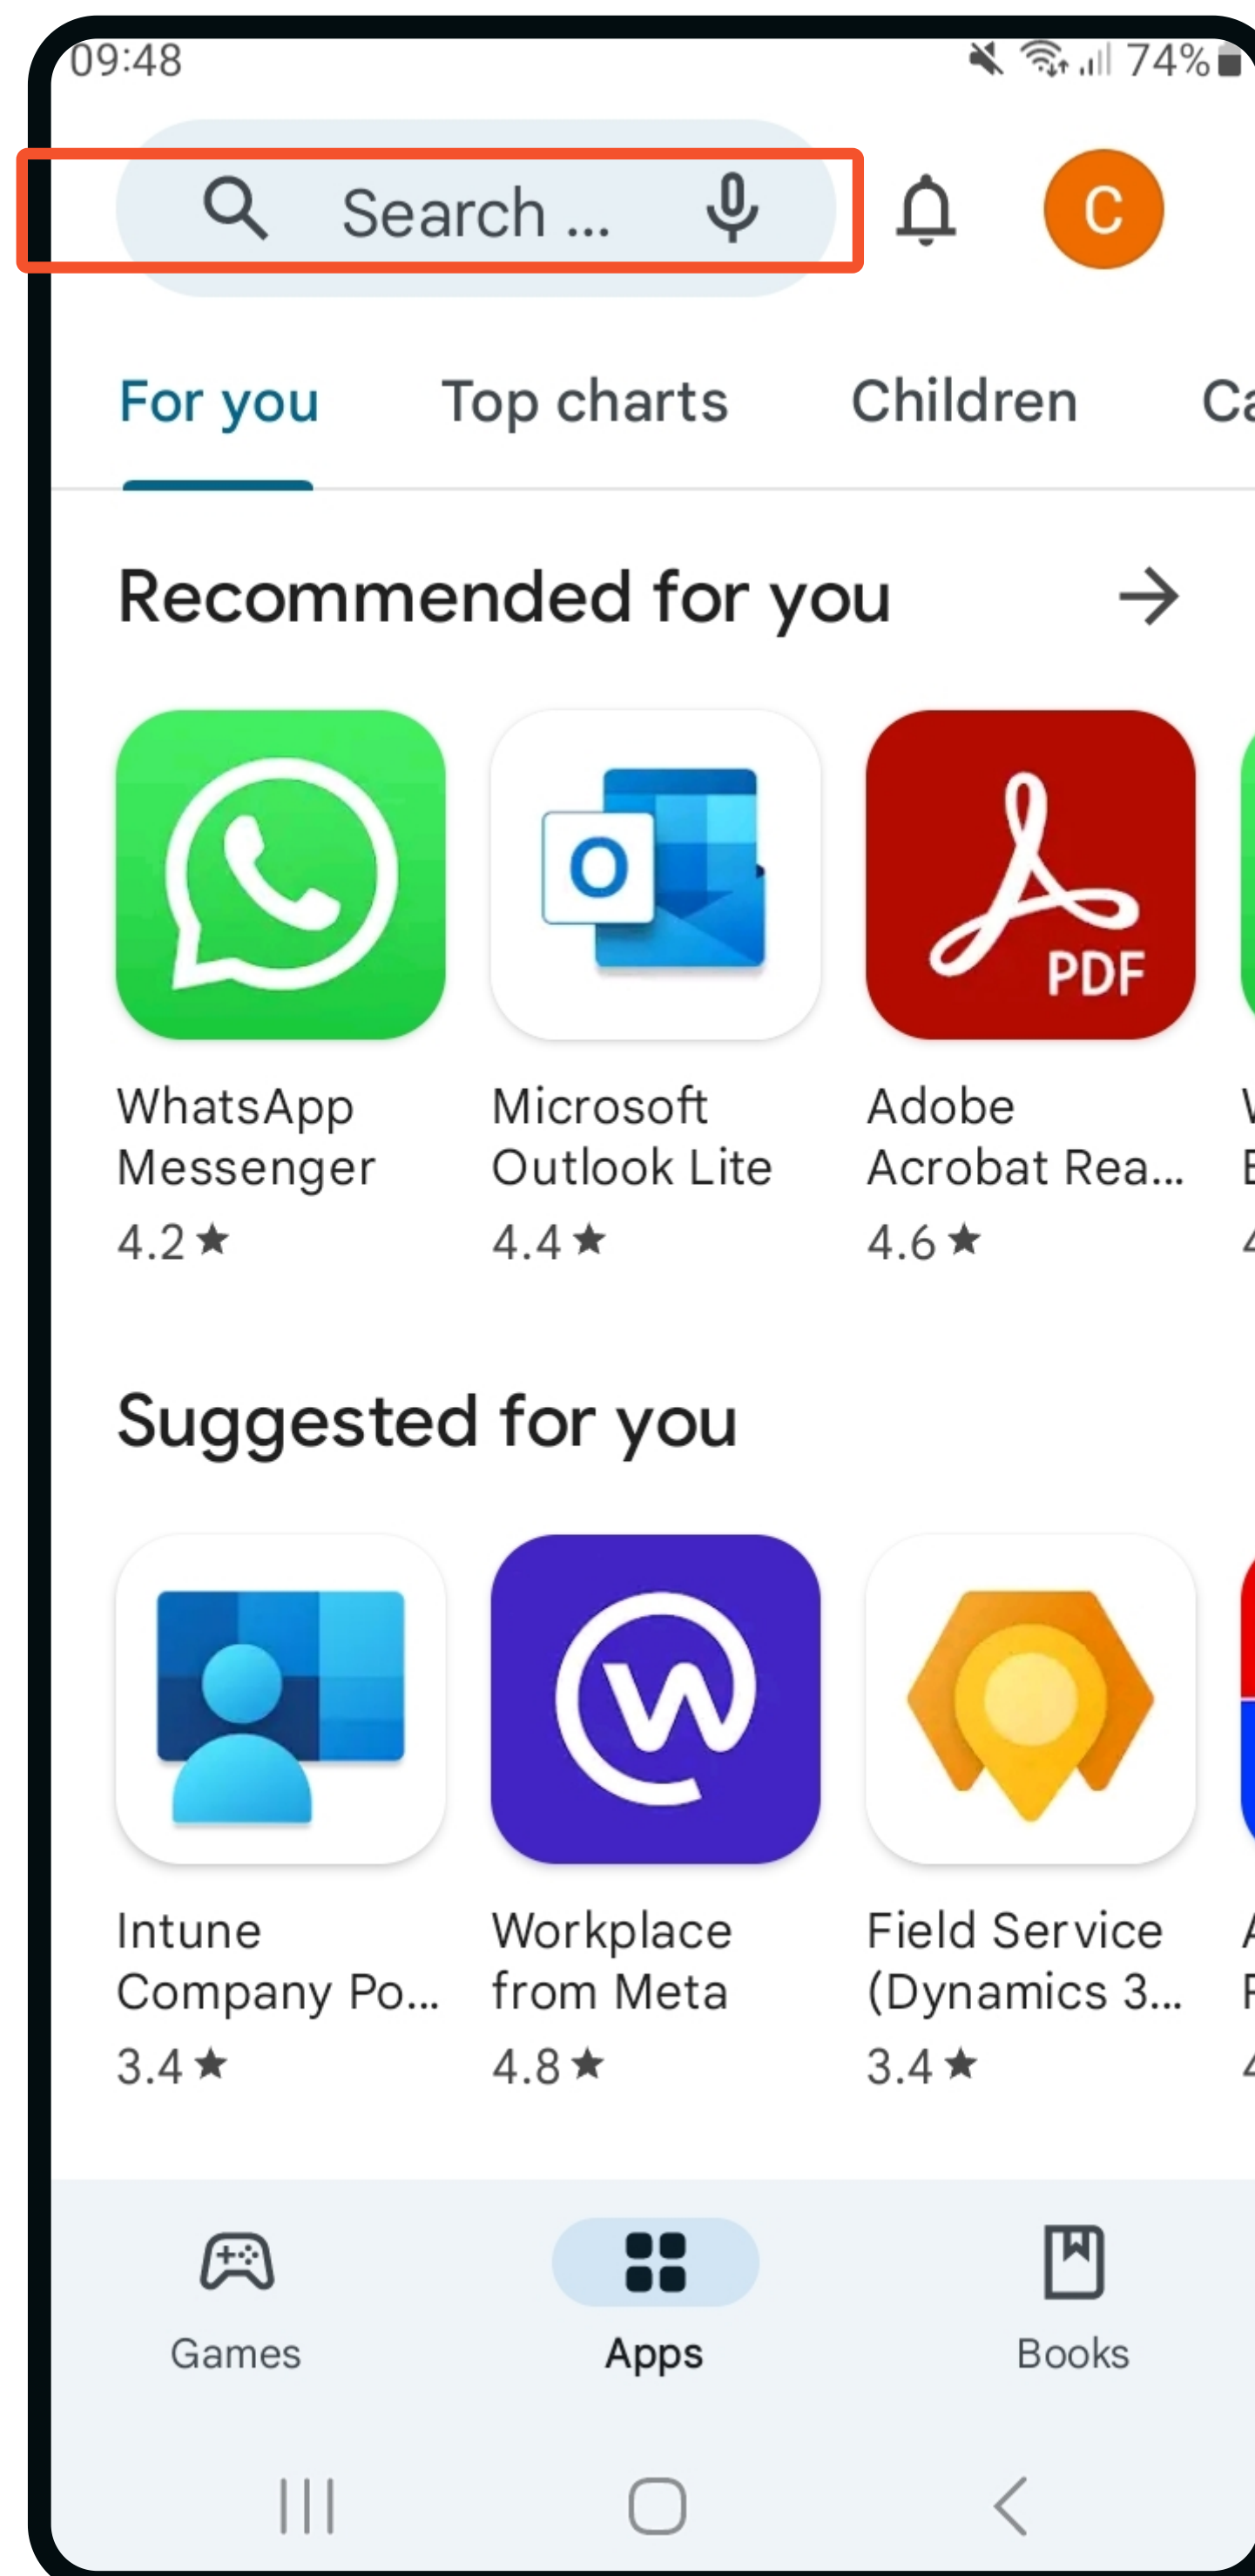 09:48 74%
Search ... C
For you Top charts Children Ca
Recommended for you
O PDF
WhatsApp Microsoft Adobe
Messenger Outlook Lite Acrobat Rea...
4.2★ 4.4★ 4.6★
Suggested for you
Intune Workplace Field Service
Company Po... from Meta (Dynamics 3...
3.4★ 4.8★ 3.4★
Games Apps Books